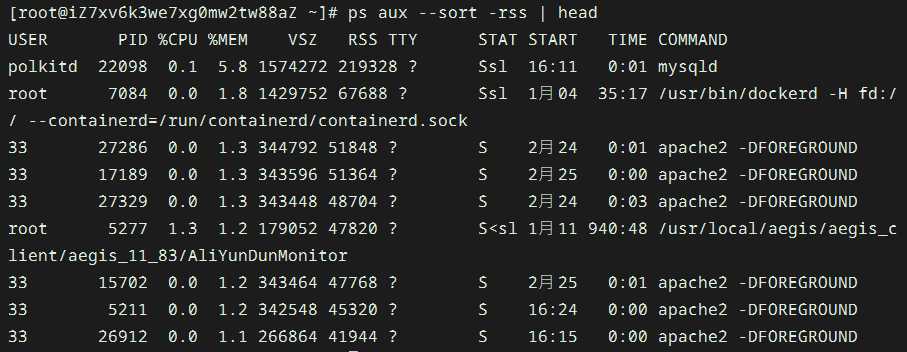 [root@iZ7xv6k3we7xg0mw2tw88aZ ~]# ps aux --sort -rss | head
USER       PID %CPU %MEM    VSZ   RSS TTY      STAT START   TIME COMMAND
polkitd  22098  0.1  5.8 1574272 219328 ?      Ssl  16:11   0:01 mysqld
root      7084  0.0  1.8 1429752 67688 ?       Ssl  1月04  35:17 /usr/bin/dockerd -H fd:/
/ --containerd=/run/containerd/containerd.sock
33       27286  0.0  1.3 344792 51848 ?        S    2月24   0:01 apache2 -DFOREGROUND
33       17189  0.0  1.3 343596 51364 ?        S    2月25   0:00 apache2 -DFOREGROUND
33       27329  0.0  1.3 343448 48704 ?        S    2月24   0:03 apache2 -DFOREGROUND
root      5277  1.3  1.2 179052 47820 ?        S<sl 1月11 940:48 /usr/local/aegis/aegis_c
lient/aegis_11_83/AliYunDunMonitor
33       15702  0.0  1.2 343464 47768 ?        S    2月25   0:01 apache2 -DFOREGROUND
33        5211  0.0  1.2 342548 45320 ?        S    16:24   0:00 apache2 -DFOREGROUND
33       26912  0.0  1.1 266864 41944 ?        S    16:15   0:00 apache2 -DFOREGROUND